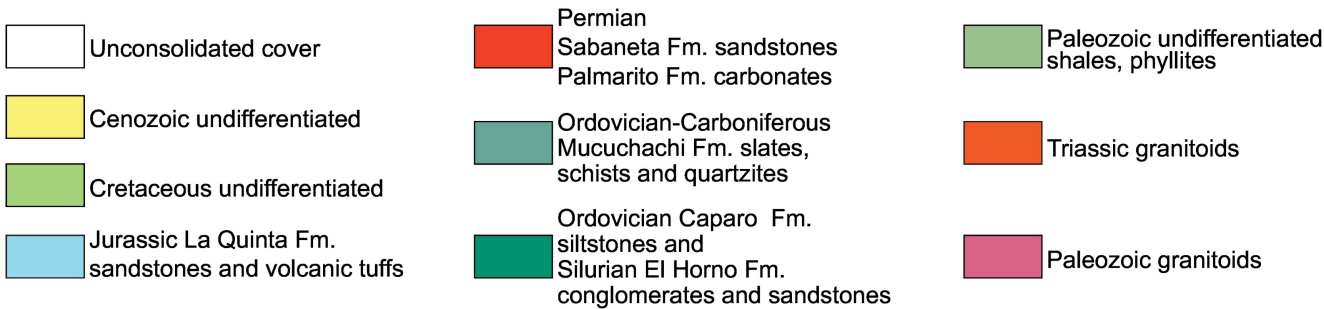 Unconsolidated cover
Cenozoic undifferentiated
Cretaceous undifferentiated
Jurassic La Quinta Fm.
sandstones and volcanic tuffs
Permian
Sabaneta Fm. sandstones
Palmarito Fm. carbonates
Ordovician-Carboniferous
Mucuchachi Fm. slates,
schists and quartzites
Ordovician Caparo Fm.
siltstones and
Silurian El Horno Fm.
conglomerates and sandstones
Paleozoic undifferentiated
shales, phyllites
Triassic granitoids
Paleozoic granitoids